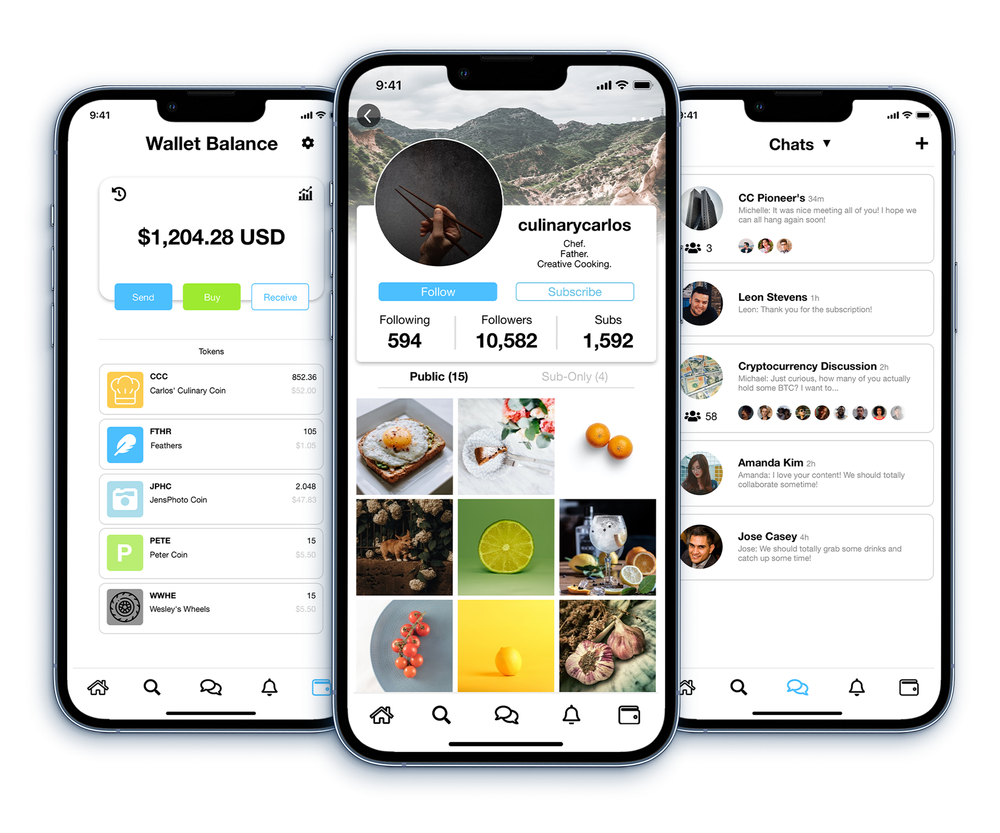 9:41
Wallet Balance
$1,204.28 USD
Send
Buy
Receive
Tokens
CCC
852.36
Carlos' Culinary Coin
$52.00
FTHR
105
Feathers
$1.05
JPHC
2.048
JensPhoto Coin
$47.83
PETE
15
P
Peter Coin
$5.50
WWHE
15
Wesley's Wheels
$5.50
9:41
culinarycarlos
Chef.
Father.
Creative Cooking.
Follow
Subscribe
Following
Followers
Subs
594
10,582
1,592
Public (15)
Sub-Only (4)
9:41
Chats ▼
CC Pioneer's 34m
Michelle: It was nice meeting all of you! I hope we
can all hang again soon!
3
Leon Stevens 1h
Leon: Thank you for the subscription!
Cryptocurrency Discussion 2h
Michael: Just curious, how many of you actually
hold some BTC? I want to...
58
Amanda Kim 2h
Amanda: I love your content! We should totally
collaborate sometime!
Jose Casey 4h
Jose: We should totally grab some drinks and
catch up some time!